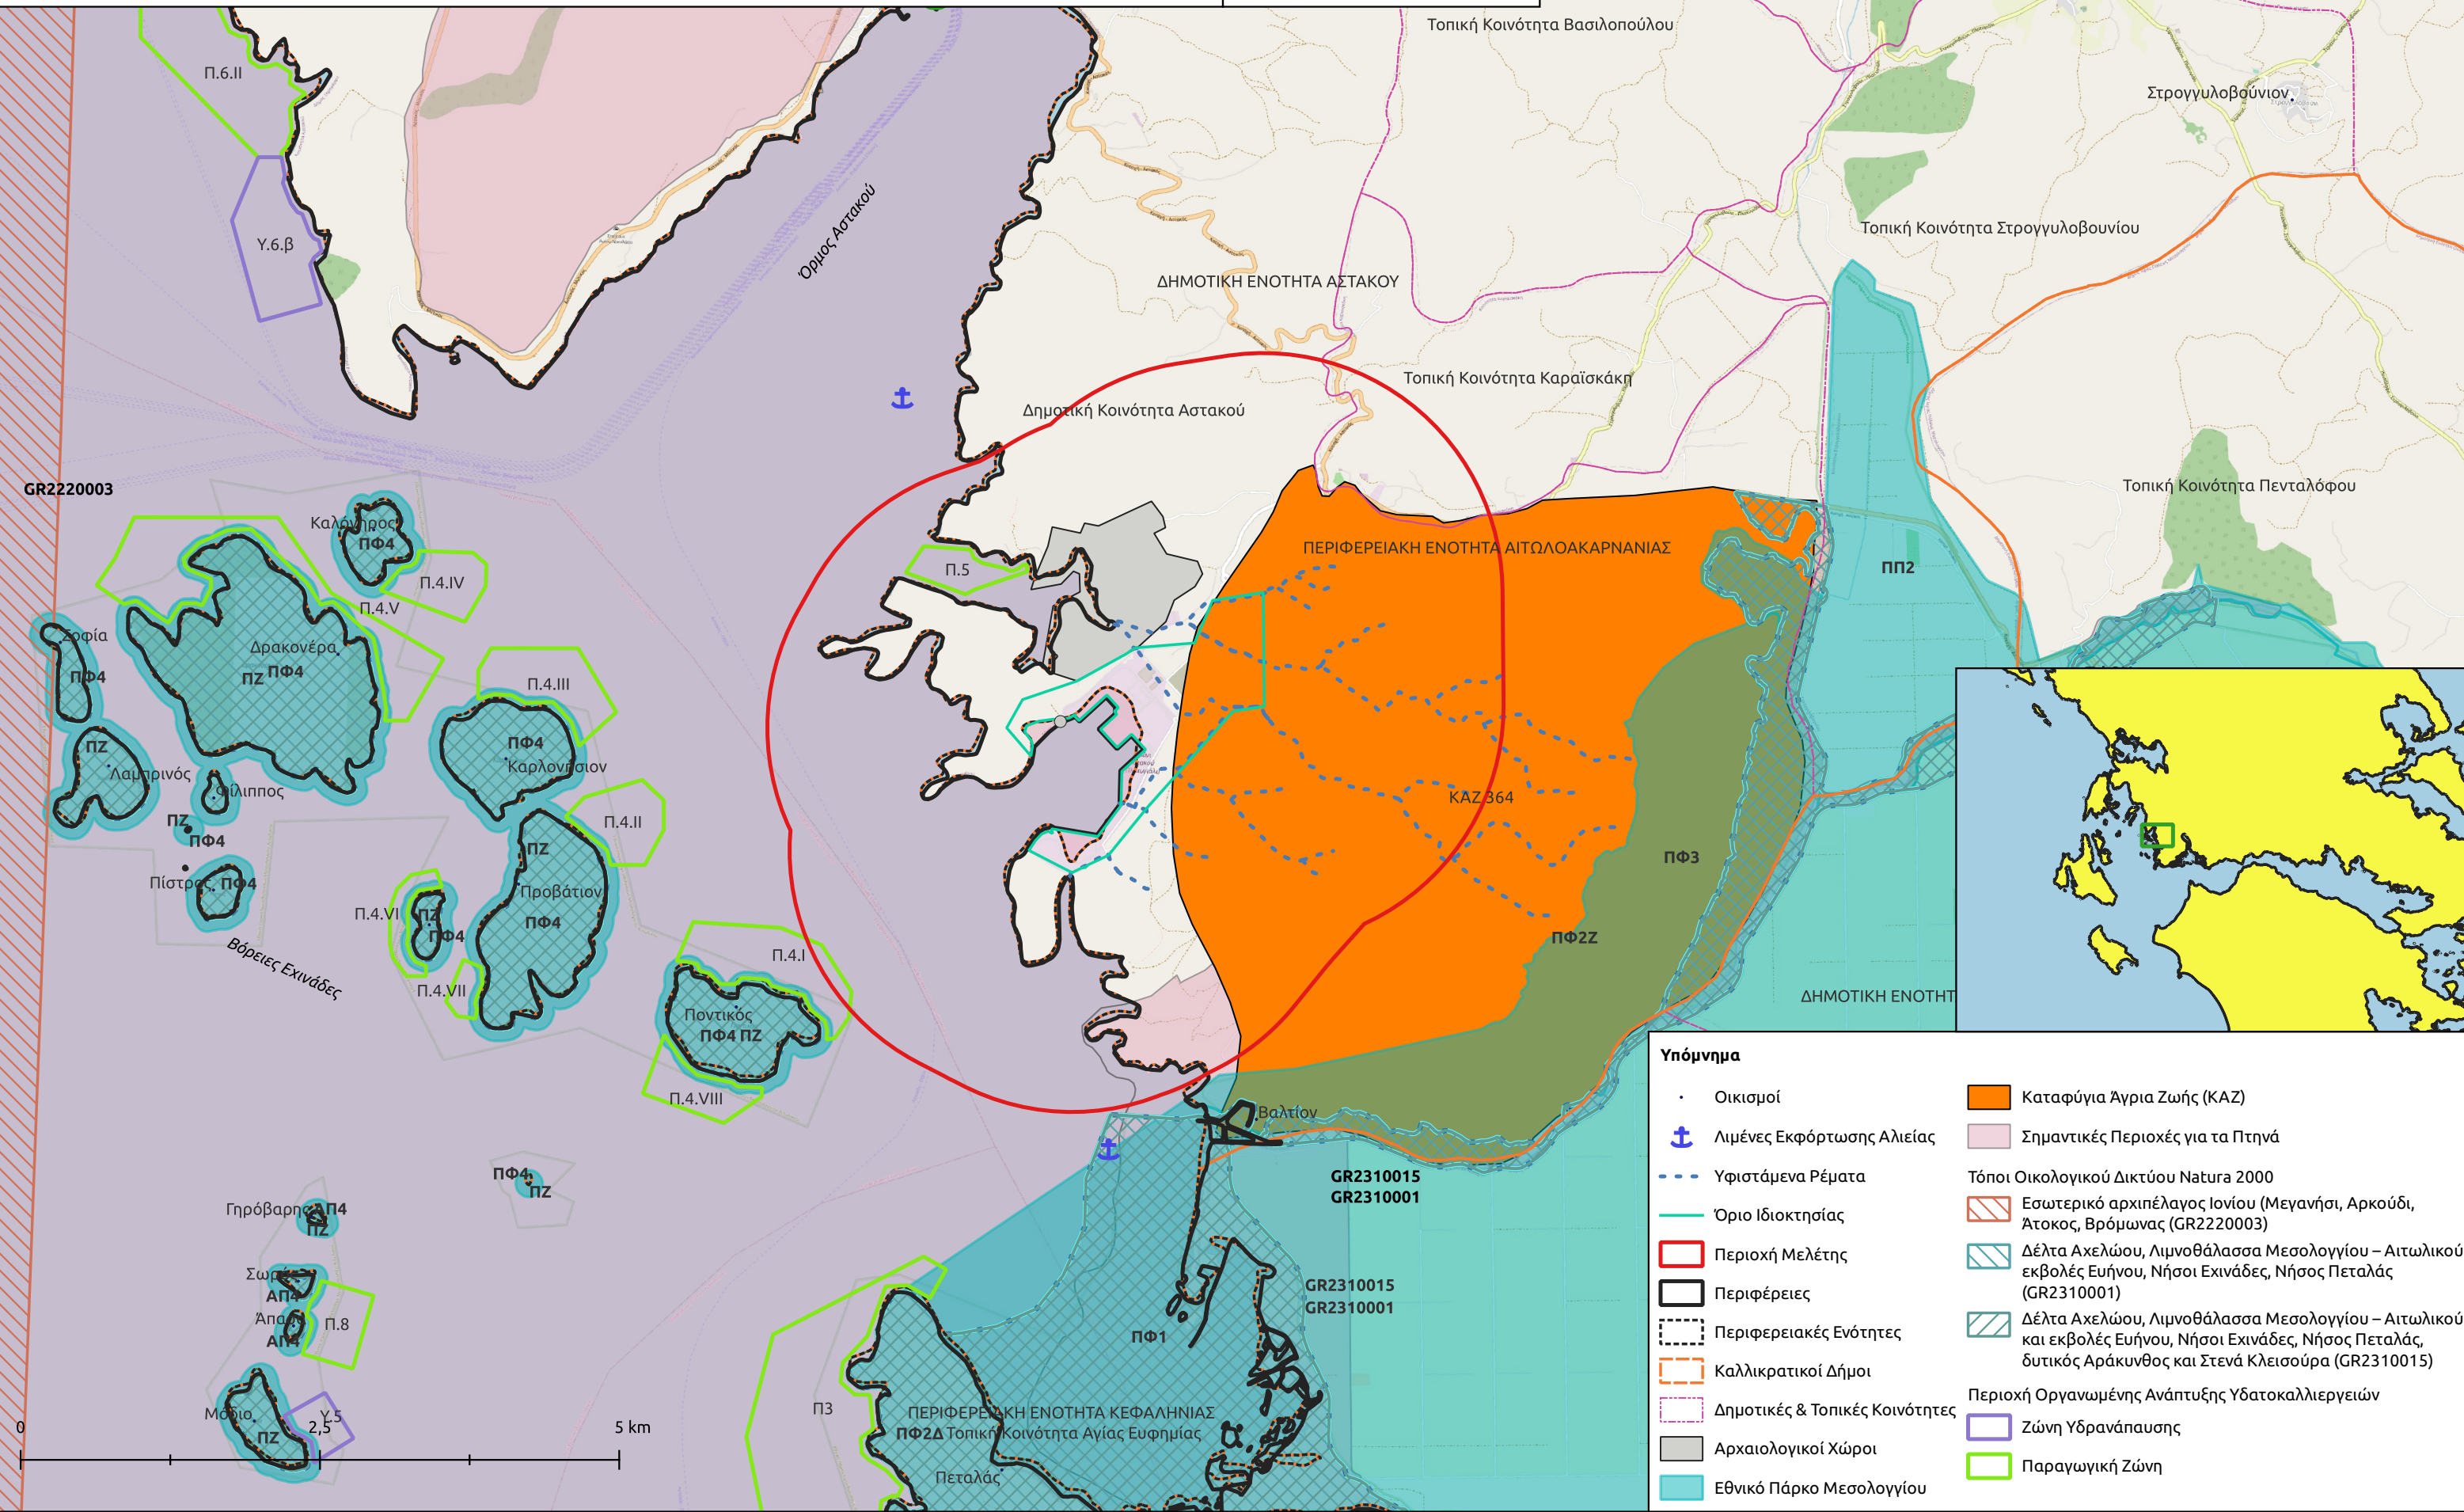 Τοπική Κοινότητα Βασιλοπούλου
Π.6.ΙΙ
Στρογγυλοβούνιον
Υ.6.β
Όρμος Αστακού
Τοπική Κοινότητα Στρογγυλοβουνίου
ΔΗΜΟΤΙΚΗ ΕΝΟΤΗΤΑ ΑΣΤΑΚΟΥ
Τοπική Κοινότητα Καραϊσκάκη
Δημοτική Κοινότητα Αστακού
GR2220003
Τοπική Κοινότητα Πενταλόφου
Καλόγηρος
ΠΦ4
ΠΕΡΙΦΕΡΕΙΑΚΗ ΕΝΟΤΗΤΑ ΑΙΤΩΛΟΑΚΑΡΝΑΝΙΑΣ
Π.5
ΠΠ2
Π.4.IV
Π.4.V
Σοφία
Δρακονέρα
ΠΦ4
ΠΖ ΠΦ4
Π.4.III
ΠΖ
ΠΦ4
Λαμπρινός
Καρλονήσιον
Φίλιππος
ΚΑΖ 364
ΠΖ
ΠΦ4
Π.4.II
ΠΖ
ΠΦ3
Πίστρος
ΠΦ4
Προβάτιον
ΠΦ4
Π.4.VI
ΠΖ
ΠΦ4
ΠΦ2Ζ
Βόρειες Εχινάδες
Π.4.I
Π.4.VII
ΔΗΜΟΤΙΚΗ ΕΝΟΤΗΤ
Ποντικός
ΠΦ4 ΠΖ
Π.4.VIII
Βαλτίον
ΠΦ4
ΠΖ
GR2310015
GR2310001
Γηρόβαρης
ΑΠ4
ΠΖ
ΑΠ4
GR2310015
GR2310001
Π.8
ΑΠ4
ΠΦ1
Μόδιο
Υ.5
ΠΖ
Π3
ΠΕΡΙΦΕΡΕΙΑΚΗ ΕΝΟΤΗΤΑ ΚΕΦΑΛΗΝΙΑΣ
ΠΦ2Δ Τοπική Κοινότητα Αγίας Ευφημίας
Πεταλάς
0 2,5 5 km
Υπόμνημα
Οικισμοί
Λιμένες Εκφόρτωσης Αλιείας
Υφιστάμενα Ρέματα
Όριο Ιδιοκτησίας
Περιοχή Μελέτης
Περιφέρειες
Περιφερειακές Ενότητες
Καλλικρατικοί Δήμοι
Δημοτικές & Τοπικές Κοινότητες
Αρχαιολογικοί Χώροι
Εθνικό Πάρκο Μεσολογγίου
Καταφύγια Άγρια Ζωής (ΚΑΖ)
Σημαντικές Περιοχές για τα Πτηνά
Τόποι Οικολογικού Δικτύου Natura 2000
Εσωτερικό αρχιπέλαγος Ιονίου (Μεγανήσι, Αρκούδι,
Άτοκος, Βρόμωνας (GR2220003)
Δέλτα Αχελώου, Λιμνοθάλασσα Μεσολογγίου – Αιτωλικού
εκβολές Ευήνου, Νήσοι Εχινάδες, Νήσος Πεταλάς
(GR2310001)
Δέλτα Αχελώου, Λιμνοθάλασσα Μεσολογγίου – Αιτωλικού
και εκβολές Ευήνου, Νήσοι Εχινάδες, Νήσος Πεταλάς,
δυτικός Αράκυνθος και Στενά Κλεισούρα (GR2310015)
Περιοχή Οργανωμένης Ανάπτυξης Υδατοκαλλιεργειών
Ζώνη Υδρανάπαυσης
Παραγωγική Ζώνη